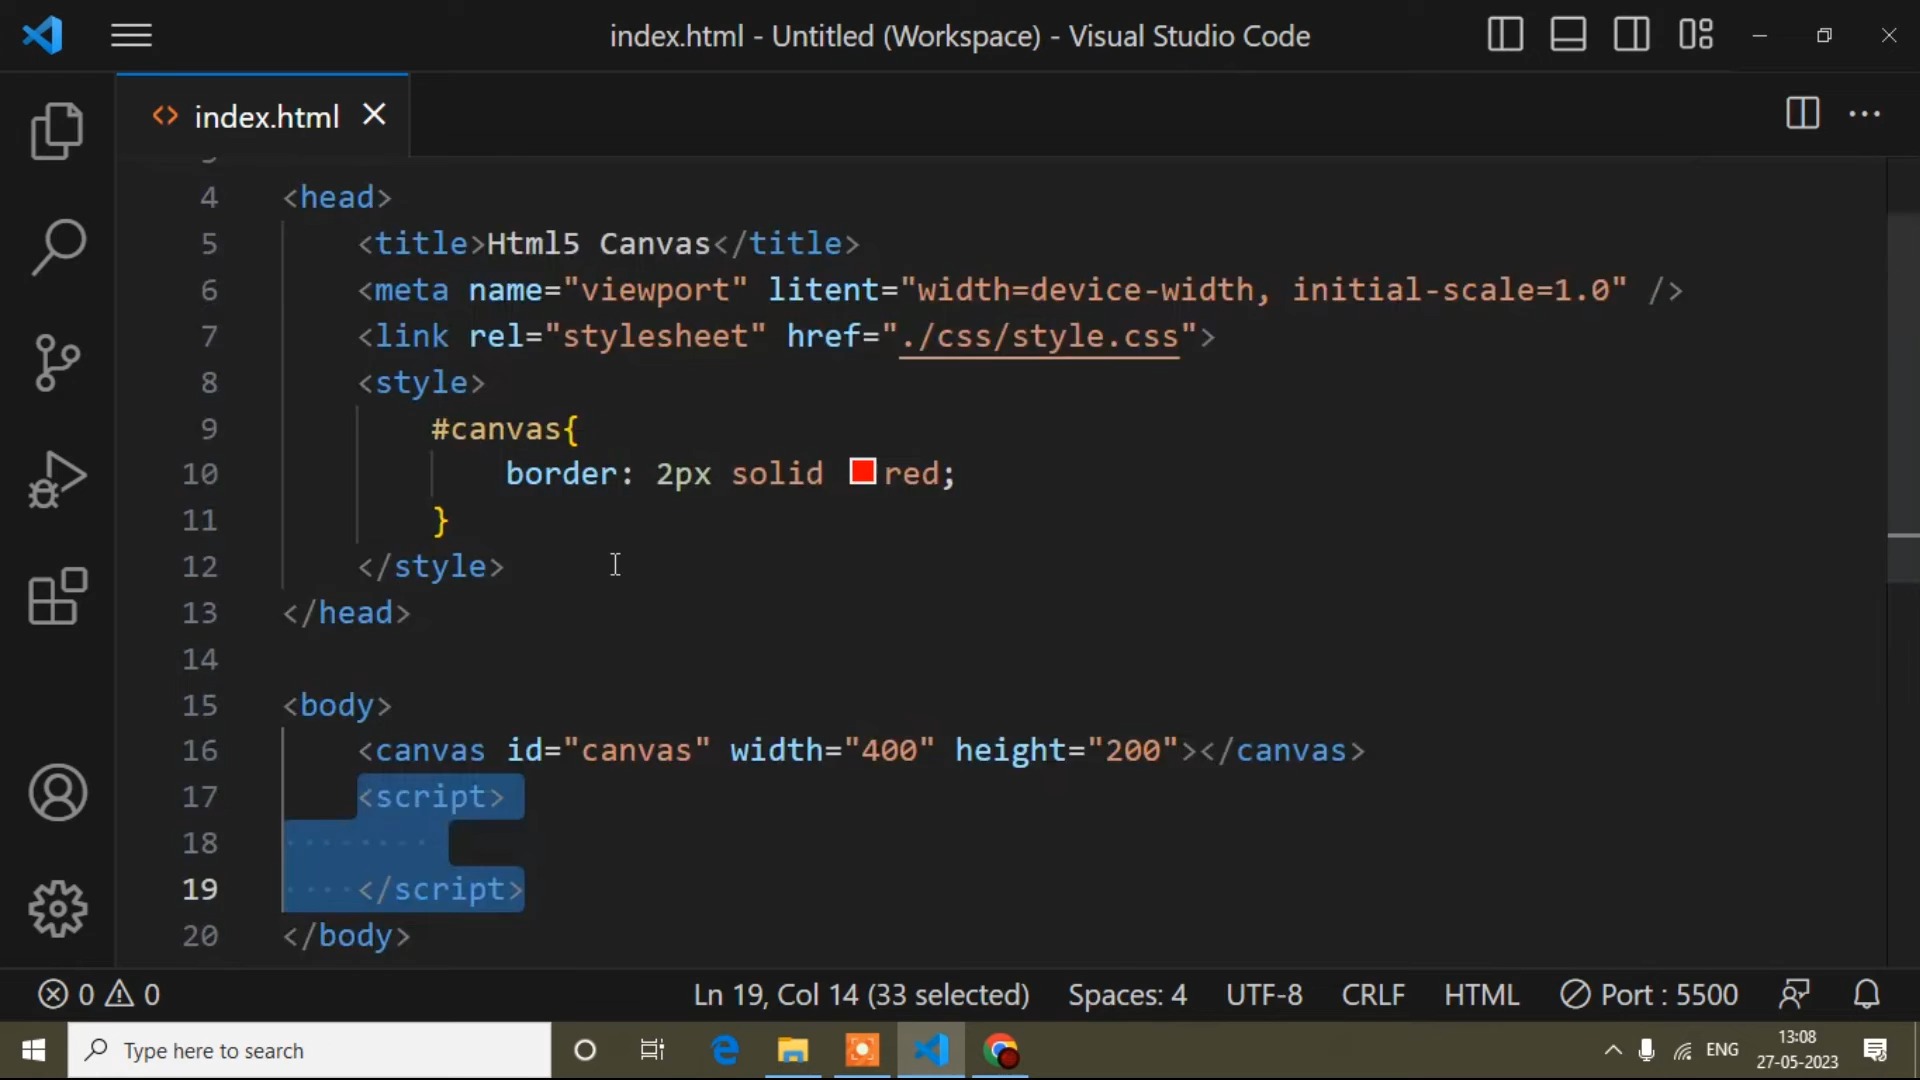 index.html - Untitled (Workspace) - Visual Studio Code
index.html
4 <head>
5 <title>Html5 Canvas</title>
6 <meta name="viewport" litent="width=device-width, initial-scale=1.0" />
7 <link rel="stylesheet" href="./css/style.css">
8 <style>
9 #canvas{
10 border: 2px solid red;
11 }
12 </style>
13 </head>
14
15 <body>
16 <canvas id="canvas" width="400" height="200"></canvas>
17 <script>
18
19 </script>
20 </body>
0 0 Ln 19, Col 14 (33 selected) Spaces: 4 UTF-8 CRLF HTML Port : 5500
Type here to search ENG 13:08
27-05-2023